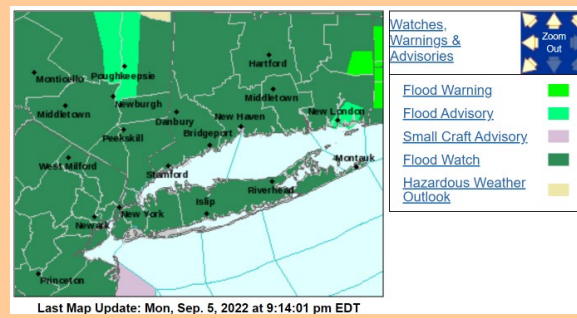 Hartford
Monticello
Poughkeepsie
Middletown
Newburgh
Middletown
New London
Danbury
New Haven
Peekskill
Bridgeport
Montauk
West Milford
Stamford
Riverhead
Islip
New York
Newark
Princeton
Last Map Update: Mon, Sep. 5, 2022 at 9:14:01 pm EDT
Watches,
Warnings &
Advisories
Zoom
Out
Flood Warning
Flood Advisory
Small Craft Advisory
Flood Watch
Hazardous Weather
Outlook